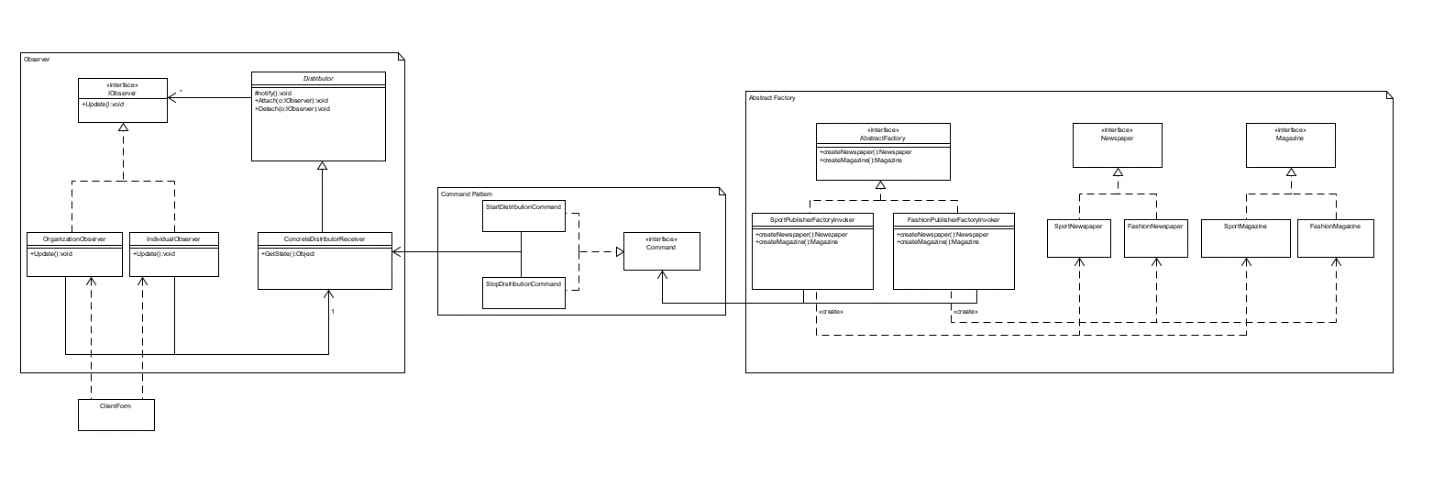 Observer
«interface»
IObserver
+Update():void
*
Distributor
#notify():void
+Attach(o:IObserver):void
+Detach(o:IObserver):void
OrganizationObserver
+Update():void
IndividualObserver
+Update():void
ConcreteDistributorReceiver
+GetState():Object
1
ClientForm
Command Pattern
StartDistributionCommand
«interface»
Command
StopDistributionCommand
Abstract Factory
«interface»
AbstractFactory
+createNewspaper():Newspaper
+createMagazine():Magazine
«interface»
Newspaper
«interface»
Magazine
SportPublisherFactoryInvoker
+createNewspaper():Newspaper
+createMagazine():Magazine
FashionPublisherFactoryInvoker
+createNewspaper():Newspaper
+createMagazine():Magazine
SportNewspaper
FashionNewspaper
SportMagazine
FashionMagazine
«create»
«create»